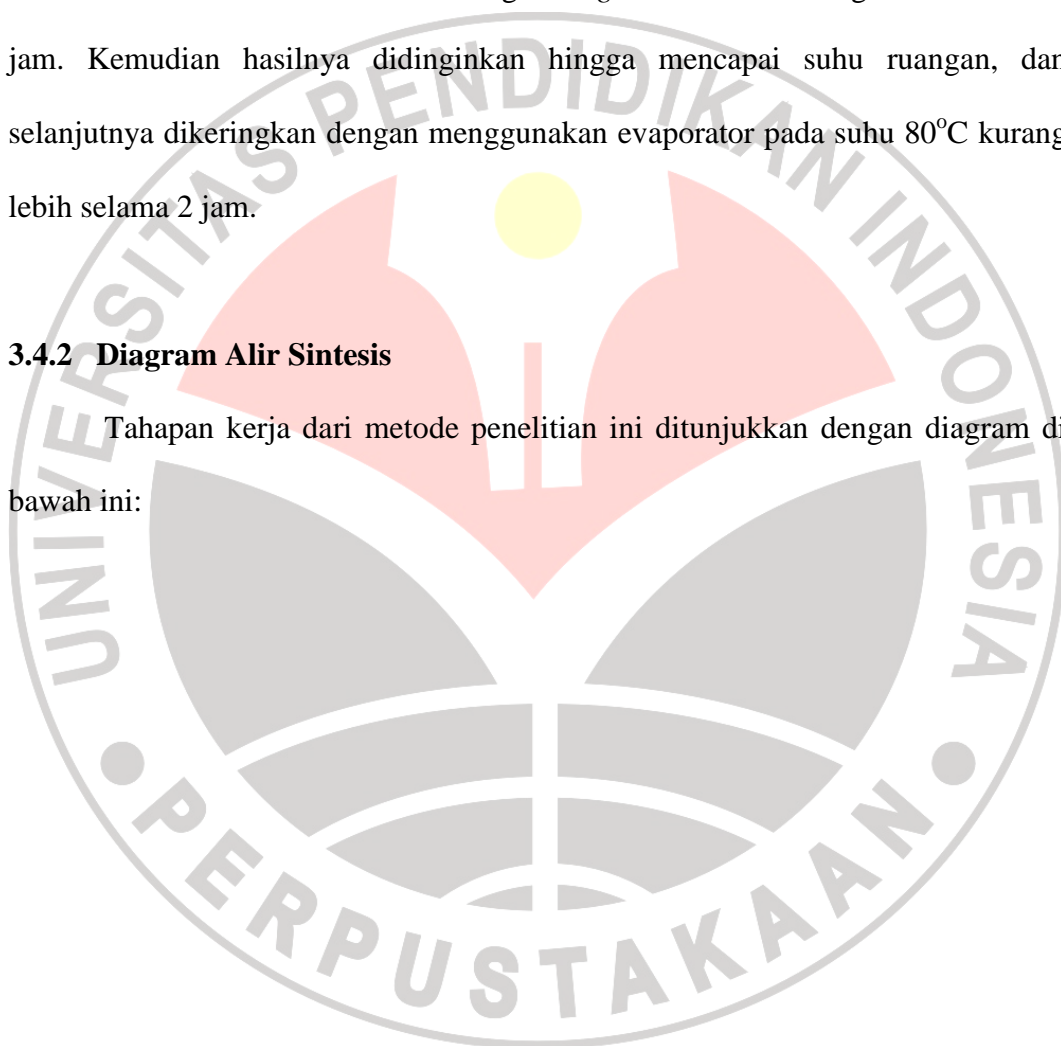 jam. Kemudian hasilnya didinginkan hingga mencapai suhu ruangan, dan
selanjutnya dikeringkan dengan menggunakan evaporator pada suhu 80°C kurang
lebih selama 2 jam.
3.4.2 Diagram Alir Sintesis
Tahapan kerja dari metode penelitian ini ditunjukkan dengan diagram di
bawah ini:
UNIVERSITAS PENDIDIKAN INDONESIA
PERPUSTAKAAN